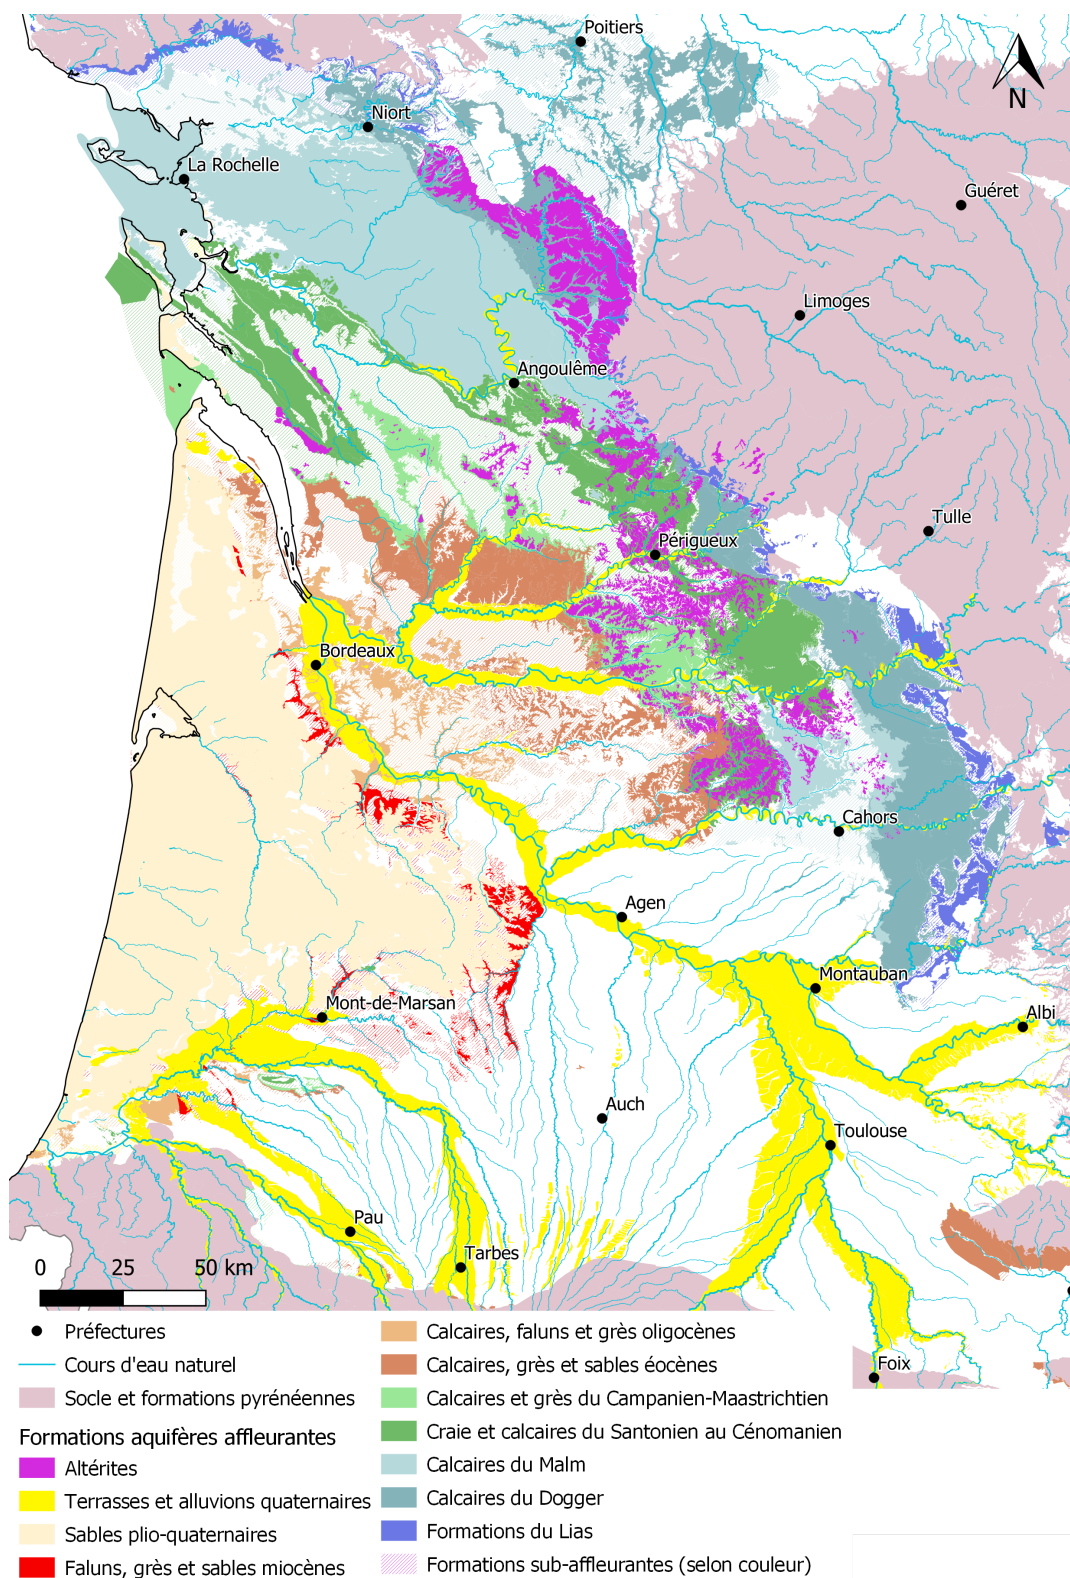 Poitiers
N
Niort
La Rochelle
Guéret
Limoges
Angoulême
Tulle
Périgueux
Bordeaux
Cahors
Agen
Montauban
Mont-de-Marsan
Albi
Auch
Toulouse
Pau
Tarbes
0 25 50 km
Foix
Préfectures
Cours d'eau naturel
Socle et formations pyrénéennes
Formations aquifères affleurantes
Altérites
Terrasses et alluvions quaternaires
Sables plio-quaternaires
Faluns, grès et sables miocènes
Calcaires, faluns et grès oligocènes
Calcaires, grès et sables éocènes
Calcaires et grès du Campanien-Maastrichtien
Craie et calcaires du Santonien au Cénomanien
Calcaires du Malm
Calcaires du Dogger
Formations du Lias
Formations sub-affleurantes (selon couleur)